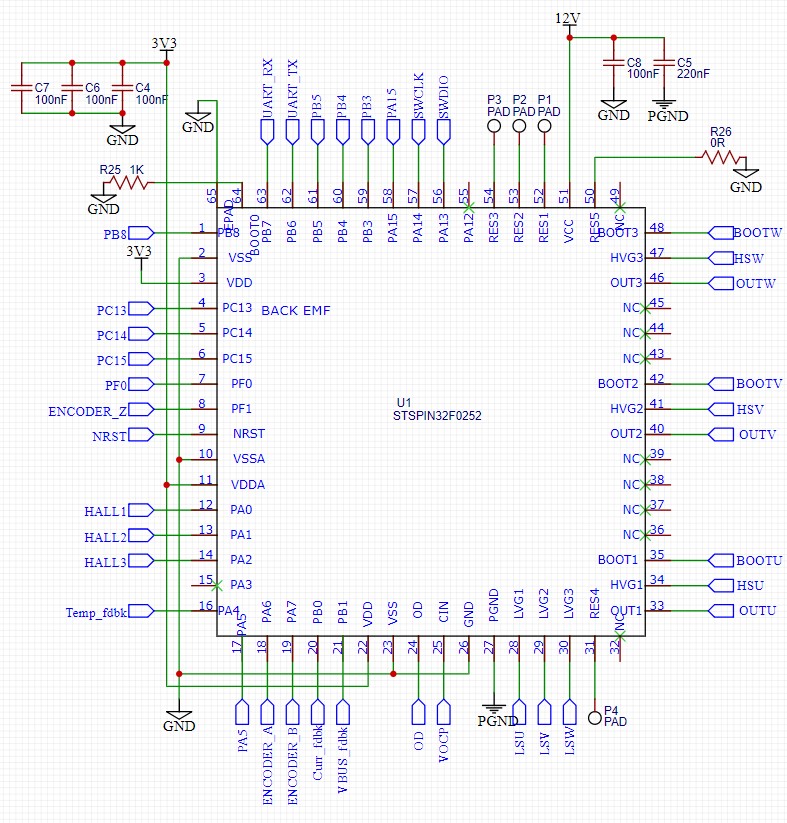 12V
3V3
C7
100nF
C6
100nF
C4
100nF
C8
100nF
C5
220nF
GND
GND
GND
PGND
UART_RX
UART_TX
PB5
PB4
PB3
PA15
SWCLK
SWDIO
P3
PAD
P2
PAD
P1
PAD
R26
0R
GND
R25 1K
GND
65
64
63
62
61
60
59
58
57
56
55
54
53
52
51
50
49
EPAD
BOOT0
PB7
PB6
PB5
PB4
PB3
PA15
PA14
PA13
PA12
RES3
RES2
RES1
VCC
RES5
NC
PB8
1
PB8
2
VSS
3V3
3
VDD
PC13
4
PC13
BACK EMF
PC14
5
PC14
PC15
6
PC15
PF0
7
PF0
ENCODER_Z
8
PF1
NRST
9
NRST
10
VSSA
11
VDDA
HALL1
12
PA0
HALL2
13
PA1
HALL3
14
PA2
15
PA3
Temp_fdbk
16
PA4
U1
STSPIN32F0252
BOOT3
48
BOOTW
HVG3
47
HSW
OUT3
46
OUTW
NC
45
NC
44
NC
43
BOOT2
42
BOOTV
HVG2
41
HSV
OUT2
40
OUTV
NC
39
NC
38
NC
37
NC
36
BOOT1
35
BOOTU
HVG1
34
HSU
OUT1
33
OUTU
PA5
PA6
PA7
PB0
PB1
VDD
VSS
OD
CIN
GND
PGND
LVG1
LVG2
LVG3
RES4
NC
17
18
19
20
21
22
23
24
25
26
27
28
29
30
31
32
GND
PA5
ENCODER_A
ENCODER_B
Curr_fdbk
VBUS_fdbk
OD
VOCP
PGND
LSU
LSV
LSW
P4
PAD